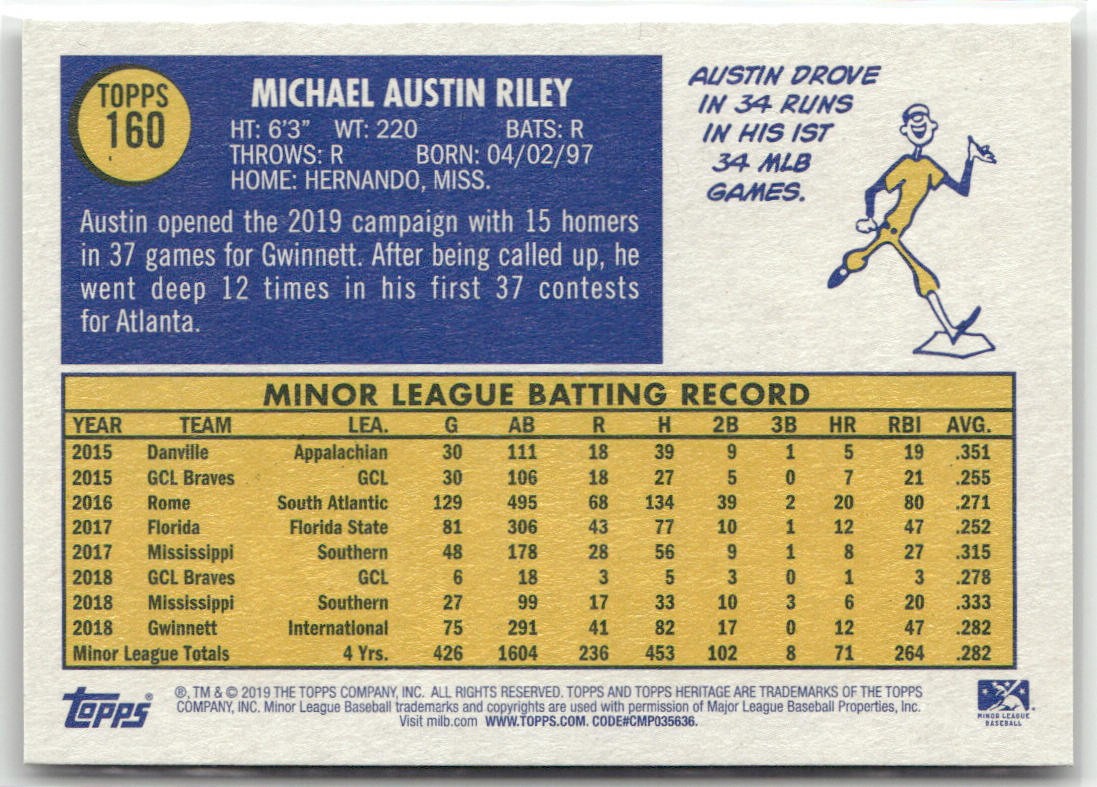 TOPPS
160
MICHAEL AUSTIN RILEY
HT: 6'3" WT: 220 BATS: R
THROWS: R BORN: 04/02/97
HOME: HERNANDO, MISS.
Austin opened the 2019 campaign with 15 homers
in 37 games for Gwinnett. After being called up, he
went deep 12 times in his first 37 contests
for Atlanta.
AUSTIN DROVE
IN 34 RUNS
IN HIS 1ST
34 MLB
GAMES.
MINOR LEAGUE BATTING RECORD
YEAR TEAM LEA. G AB R H 2B 3B HR RBI AVG.
2015 Danville Appalachian 30 111 18 39 9 1 5 19 .351
2015 GCL Braves GCL 30 106 18 27 5 0 7 21 .255
2016 Rome South Atlantic 129 495 68 134 39 2 20 80 .271
2017 Florida Florida State 81 306 43 77 10 1 12 47 .252
2017 Mississippi Southern 48 178 28 56 9 1 8 27 .315
2018 GCL Braves GCL 6 18 3 5 3 0 1 3 .278
2018 Mississippi Southern 27 99 17 33 10 3 6 20 .333
2018 Gwinnett International 75 291 41 82 17 0 12 47 .282
Minor League Totals 4 Yrs. 426 1604 236 453 102 8 71 264 .282
Topps®
®, TM & © 2019 THE TOPPS COMPANY, INC. ALL RIGHTS RESERVED. TOPPS AND TOPPS HERITAGE ARE TRADEMARKS OF THE TOPPS
COMPANY, INC. Minor League Baseball trademarks and copyrights are used with permission of Major League Baseball Properties, Inc.
Visit milb.com WWW.TOPPS.COM. CODE#CMP035636.
MINOR LEAGUE
BASEBALL